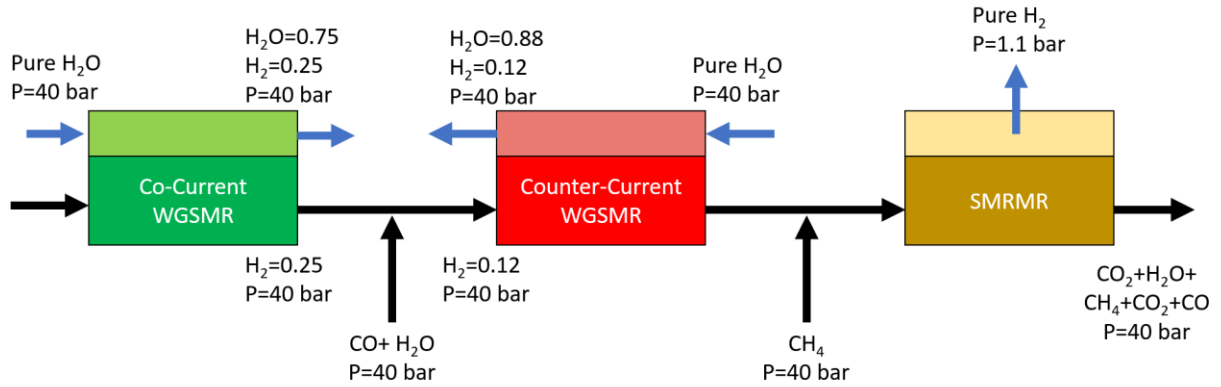 Pure H₂O
P=40 bar
H₂O=0.75
H₂=0.25
P=40 bar
H₂O=0.88
H₂=0.12
P=40 bar
Pure H₂O
P=40 bar
Pure H₂
P=1.1 bar
Co-Current
WGSMR
Counter-Current
WGSMR
SMRMR
H₂=0.25
P=40 bar
H₂=0.12
P=40 bar
CO+ H₂O
P=40 bar
CH₄
P=40 bar
CO₂+H₂O+
CH₄+CO₂+CO
P=40 bar